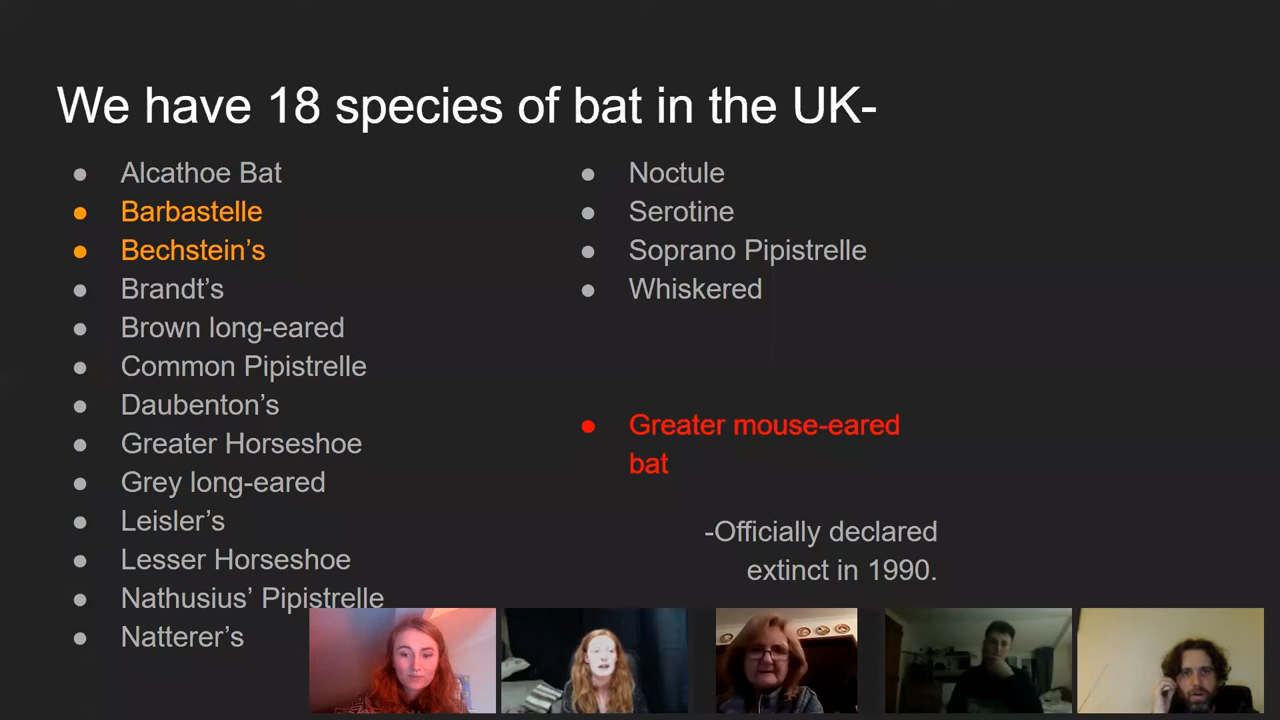 We have 18 species of bat in the UK-
● Alcathoe Bat
● Barbastelle
● Bechstein’s
● Brandt’s
● Brown long-eared
● Common Pipistrelle
● Daubenton’s
● Greater Horseshoe
● Grey long-eared
● Leisler’s
● Lesser Horseshoe
● Nathusius’ Pipistrelle
● Natterer’s
● Noctule
● Serotine
● Soprano Pipistrelle
● Whiskered
● Greater mouse-eared
bat
-Officially declared
extinct in 1990.